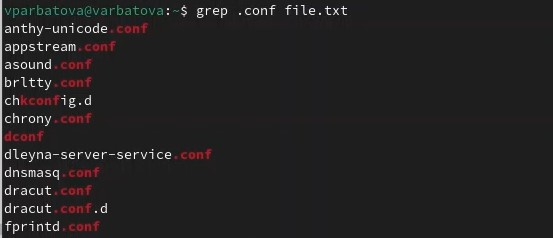 vparbatova@varbatova:~$ grep .conf file.txt
anthy-unicode.conf
appstream.conf
asound.conf
brltty.conf
chkconfig.d
chrony.conf
dconf
dleyna-server-service.conf
dnsmasq.conf
dracut.conf
dracut.conf.d
fprintd.conf